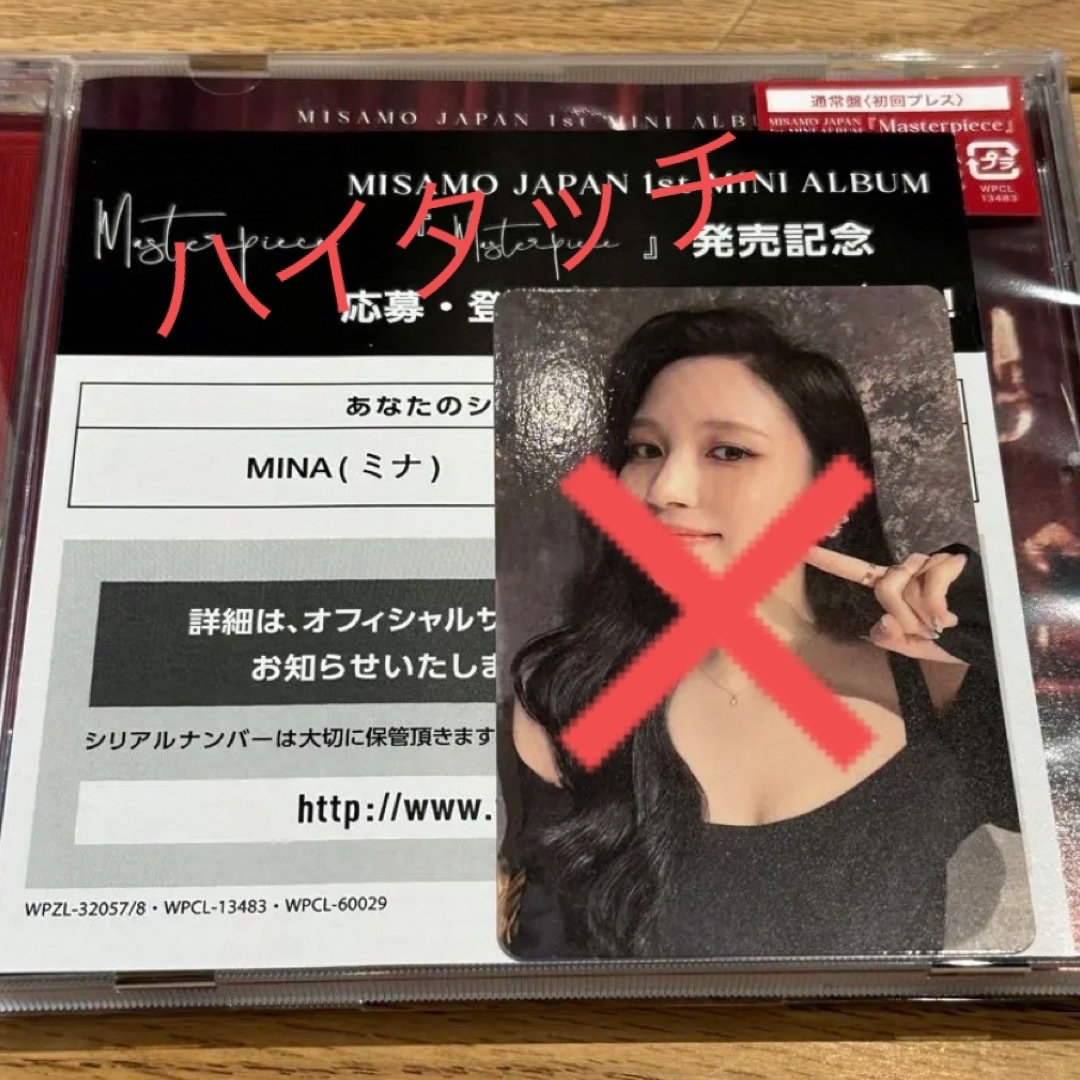 MISAMO JAPAN 1st MINI ALBU
通常盤〈初回プレス〉
MISAMO JAPAN
『Masterpiece』
プラ
WPCL
13483
MISAMO JAPAN 1st MINI ALBUM
Masterpiece
『Masterpiece』発売記念
ハイタッチ
応募・登
!
あなたのシ
MINA(ミナ)
詳細は、オフィシャルサ
お知らせいたしま
シリアルナンバーは大切に保管頂きます
http://www.
WPZL-32057/8・WPCL-13483・WPCL-60029